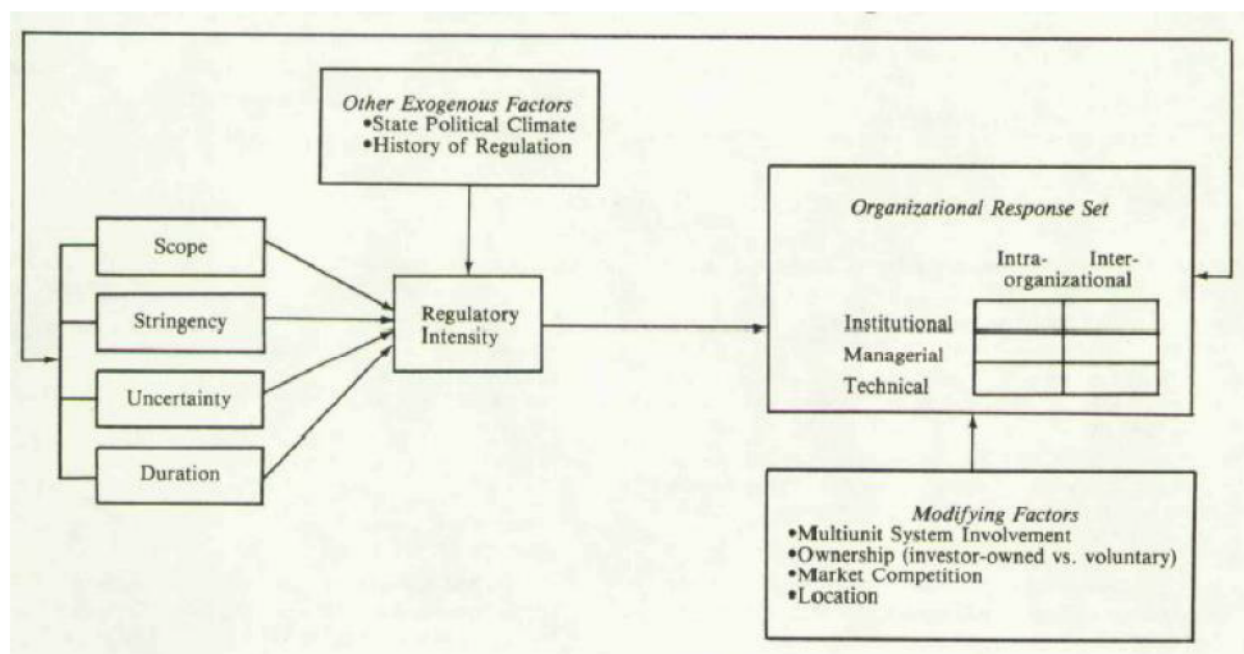 Other Exogenous Factors
•State Political Climate
•History of Regulation
Scope
Stringency
Uncertainty
Duration
Regulatory
Intensity
Organizational Response Set
Intra- Inter-
organizational
Institutional
Managerial
Technical
Modifying Factors
•Multiunit System Involvement
•Ownership (investor-owned vs. voluntary)
•Market Competition
•Location